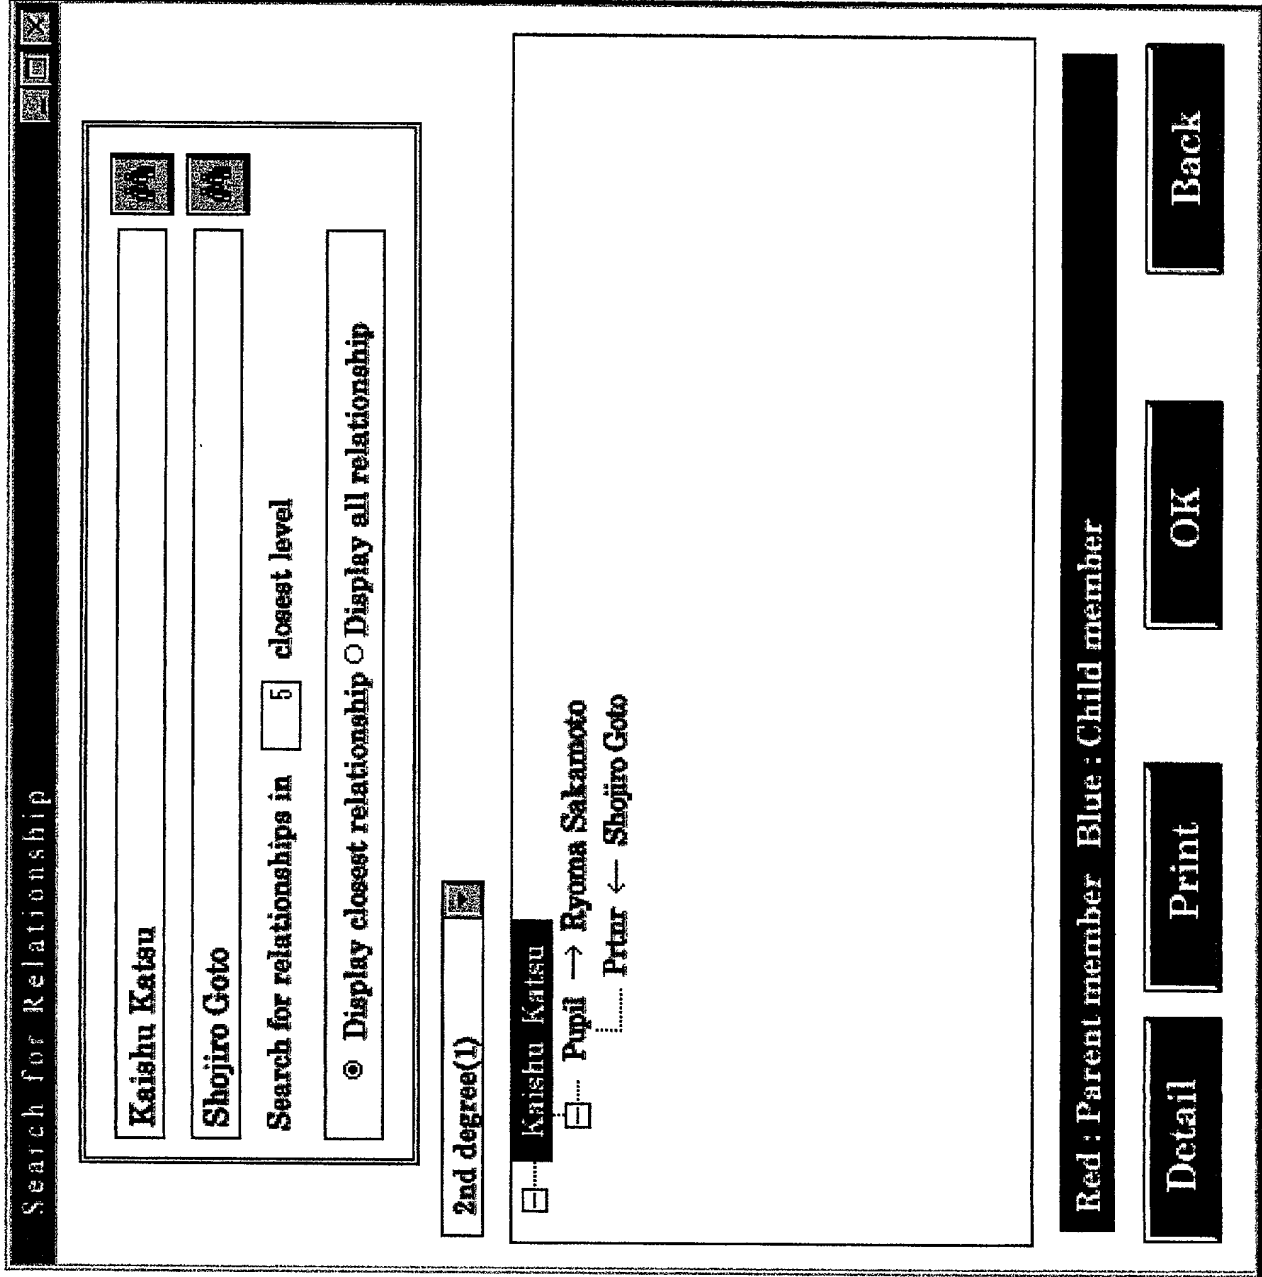 Search for Relationship
Kaishu Katsu
Shojiro Goto
Search for relationships in 5 closest level
Display closest relationship Display all relationship
2nd degree(1)
Kaishu Katsu
Pupil → Ryoma Sakamoto
Prtnr ← Shojiro Goto
Red : Parent member Blue : Child member
Detail Print OK Back